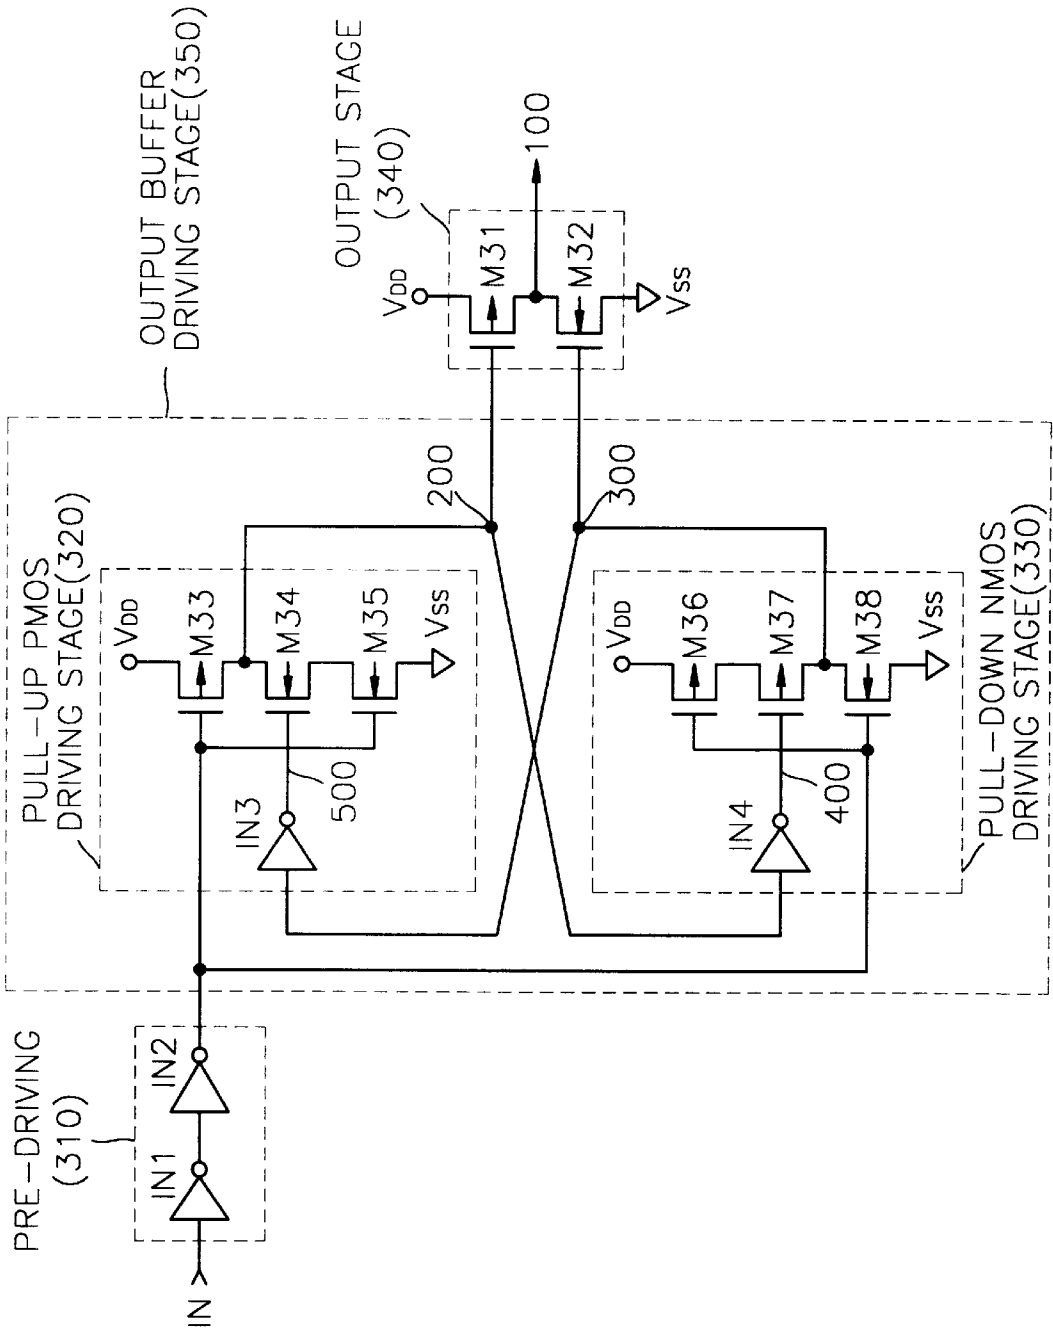 OUTPUT BUFFER
DRIVING STAGE(350)
OUTPUT STAGE
(340)
PULL-UP PMOS
DRIVING STAGE(320)
PRE-DRIVING
(310)
IN
IN1
IN2
IN3
500
VDD
M33
M34
M35
VSS
200
300
VDD
M31
M32
VSS
100
IN4
400
VDD
M36
M37
M38
VSS
PULL-DOWN NMOS
DRIVING STAGE(330)